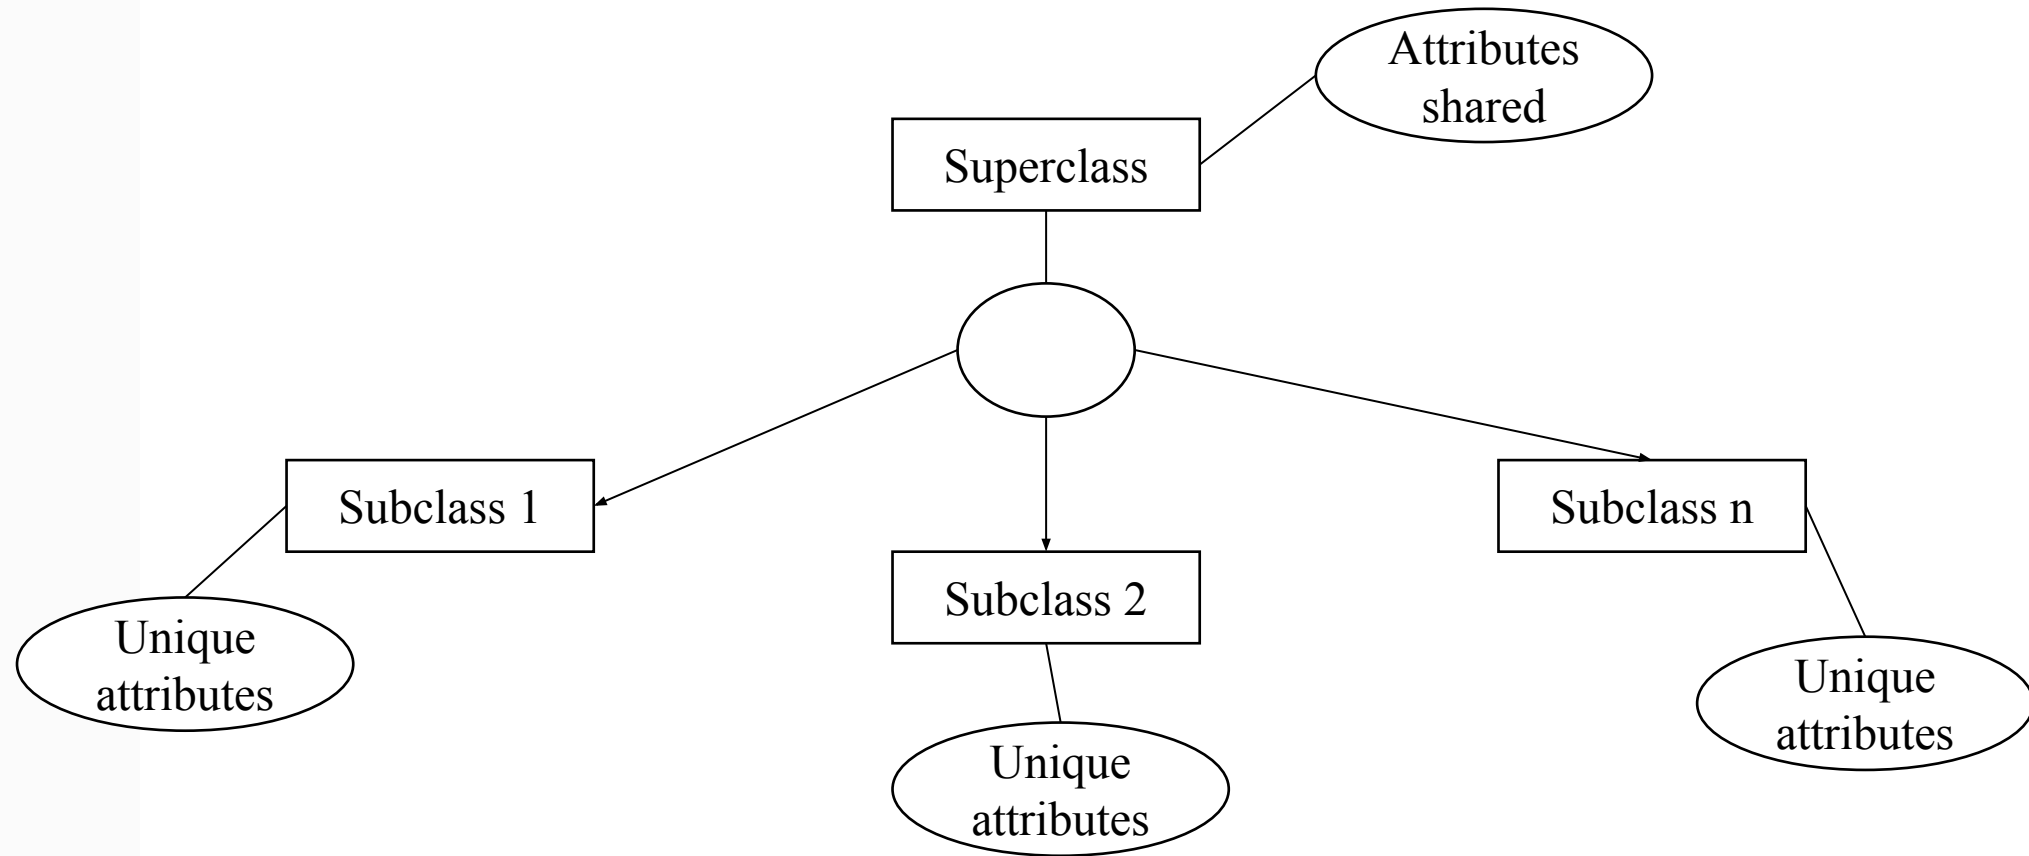 Attributes
shared
Superclass
Subclass 1
Subclass n
Subclass 2
Unique
attributes
Unique
attributes
Unique
attributes